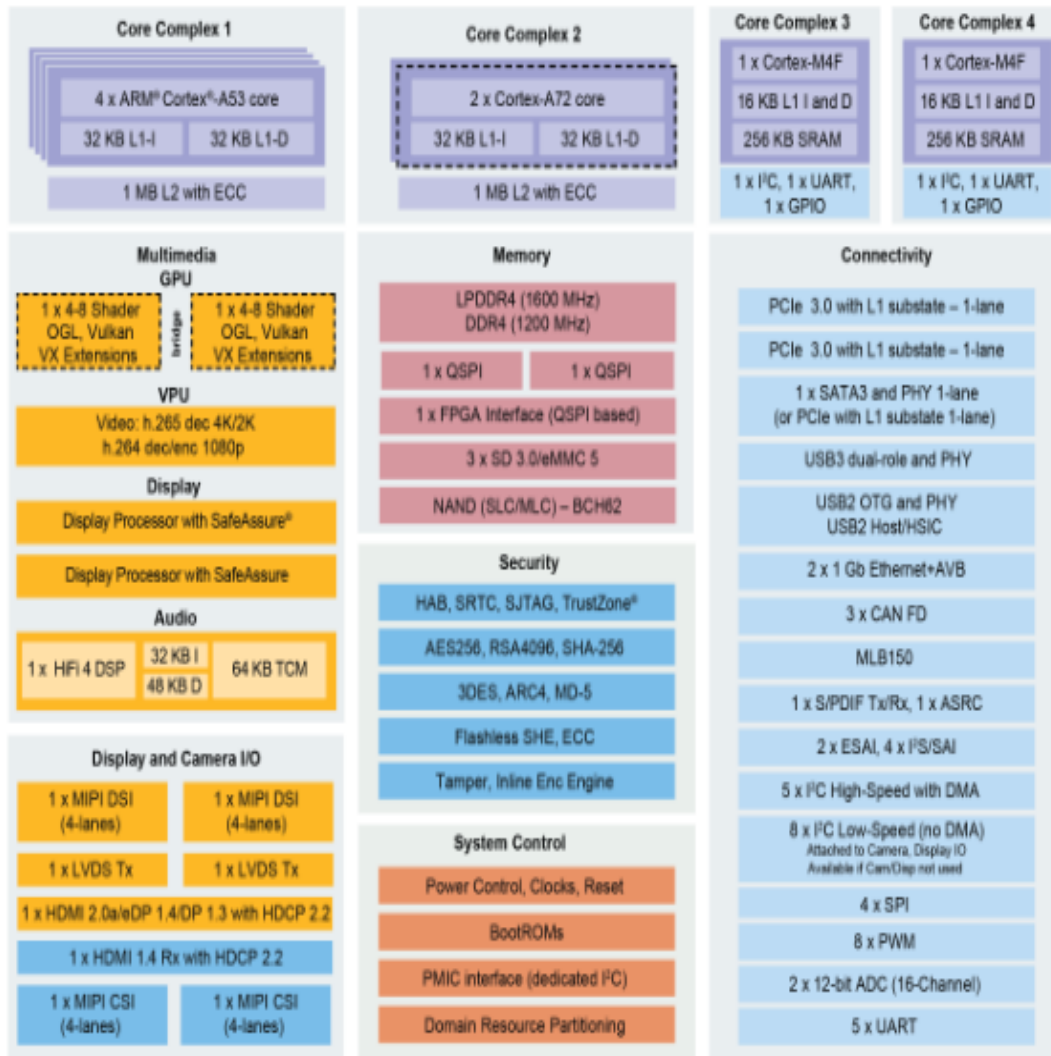 Core Complex 1
4 x ARM® Cortex®-A53 core
32 KB L1-I
32 KB L1-D
1 MB L2 with ECC
Core Complex 2
2 x Cortex-A72 core
32 KB L1-I
32 KB L1-D
1 MB L2 with ECC
Core Complex 3
1 x Cortex-M4F
16 KB L1 I and D
256 KB SRAM
1 x I²C, 1 x UART,
1 x GPIO
Core Complex 4
1 x Cortex-M4F
16 KB L1 I and D
256 KB SRAM
1 x I²C, 1 x UART,
1 x GPIO
Multimedia
GPU
1 x 4-8 Shader
OGL, Vulkan
VX Extensions
bridge
1 x 4-8 Shader
OGL, Vulkan
VX Extensions
VPU
Video: h.265 dec 4K/2K
h.264 dec/enc 1080p
Display
Display Processor with SafeAssure®
Display Processor with SafeAssure
Audio
1 x HiFi 4 DSP
32 KB I
48 KB D
64 KB TCM
Display and Camera I/O
1 x MIPI DSI
(4-lanes)
1 x MIPI DSI
(4-lanes)
1 x LVDS Tx
1 x LVDS Tx
1 x HDMI 2.0a/eDP 1.4/DP 1.3 with HDCP 2.2
1 x HDMI 1.4 Rx with HDCP 2.2
1 x MIPI CSI
(4-lanes)
1 x MIPI CSI
(4-lanes)
Memory
LPDDR4 (1600 MHz)
DDR4 (1200 MHz)
1 x QSPI
1 x QSPI
1 x FPGA Interface (QSPI based)
3 x SD 3.0/eMMC 5
NAND (SLC/MLC) – BCH62
Security
HAB, SRTC, SJTAG, TrustZone®
AES256, RSA4096, SHA-256
3DES, ARC4, MD-5
Flashless SHE, ECC
Tamper, Inline Enc Engine
System Control
Power Control, Clocks, Reset
BootROMs
PMIC interface (dedicated I²C)
Domain Resource Partitioning
Connectivity
PCIe 3.0 with L1 substate – 1-lane
PCIe 3.0 with L1 substate – 1-lane
1 x SATA3 and PHY 1-lane
(or PCIe with L1 substate 1-lane)
USB3 dual-role and PHY
USB2 OTG and PHY
USB2 Host/HSIC
2 x 1 Gb Ethernet+AVB
3 x CAN FD
MLB150
1 x S/PDIF Tx/Rx, 1 x ASRC
2 x ESAI, 4 x I²S/SAI
5 x I²C High-Speed with DMA
8 x I²C Low-Speed (no DMA)
Attached to Camera, Display IO
Available if Cam/Disp not used
4 x SPI
8 x PWM
2 x 12-bit ADC (16-Channel)
5 x UART